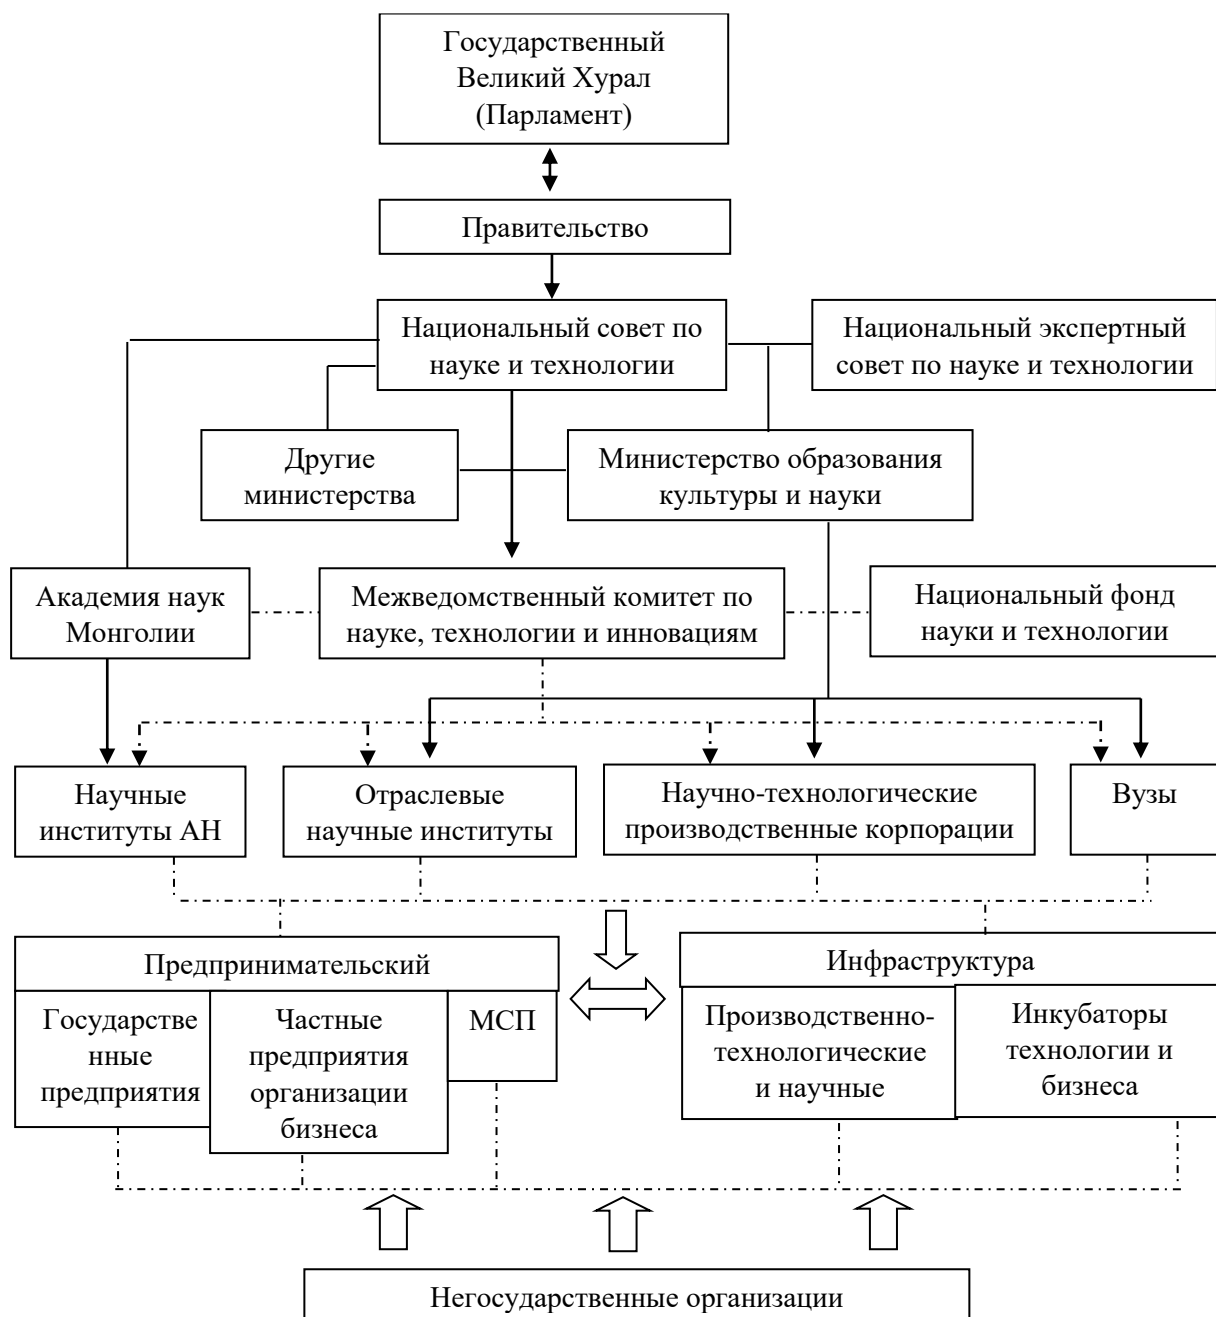 Государственный
Великий Хурал
(Парламент)
Правительство
Национальный совет по
науке и технологии
Национальный экспертный
совет по науке и технологии
Другие
министерства
Министерство образования
культуры и науки
Академия наук
Монголии
Межведомственный комитет по
науке, технологии и инновациям
Национальный фонд
науки и технологии
Научные
институты АН
Отраслевые
научные институты
Научно-технологические
производственные корпорации
Вузы
Предпринимательский
Государстве
нные
предприятия
Частные
предприятия
организации
бизнеса
МСП
Инфраструктура
Производственно-
технологические
и научные
Инкубаторы
технологии и
бизнеса
Негосударственные организации